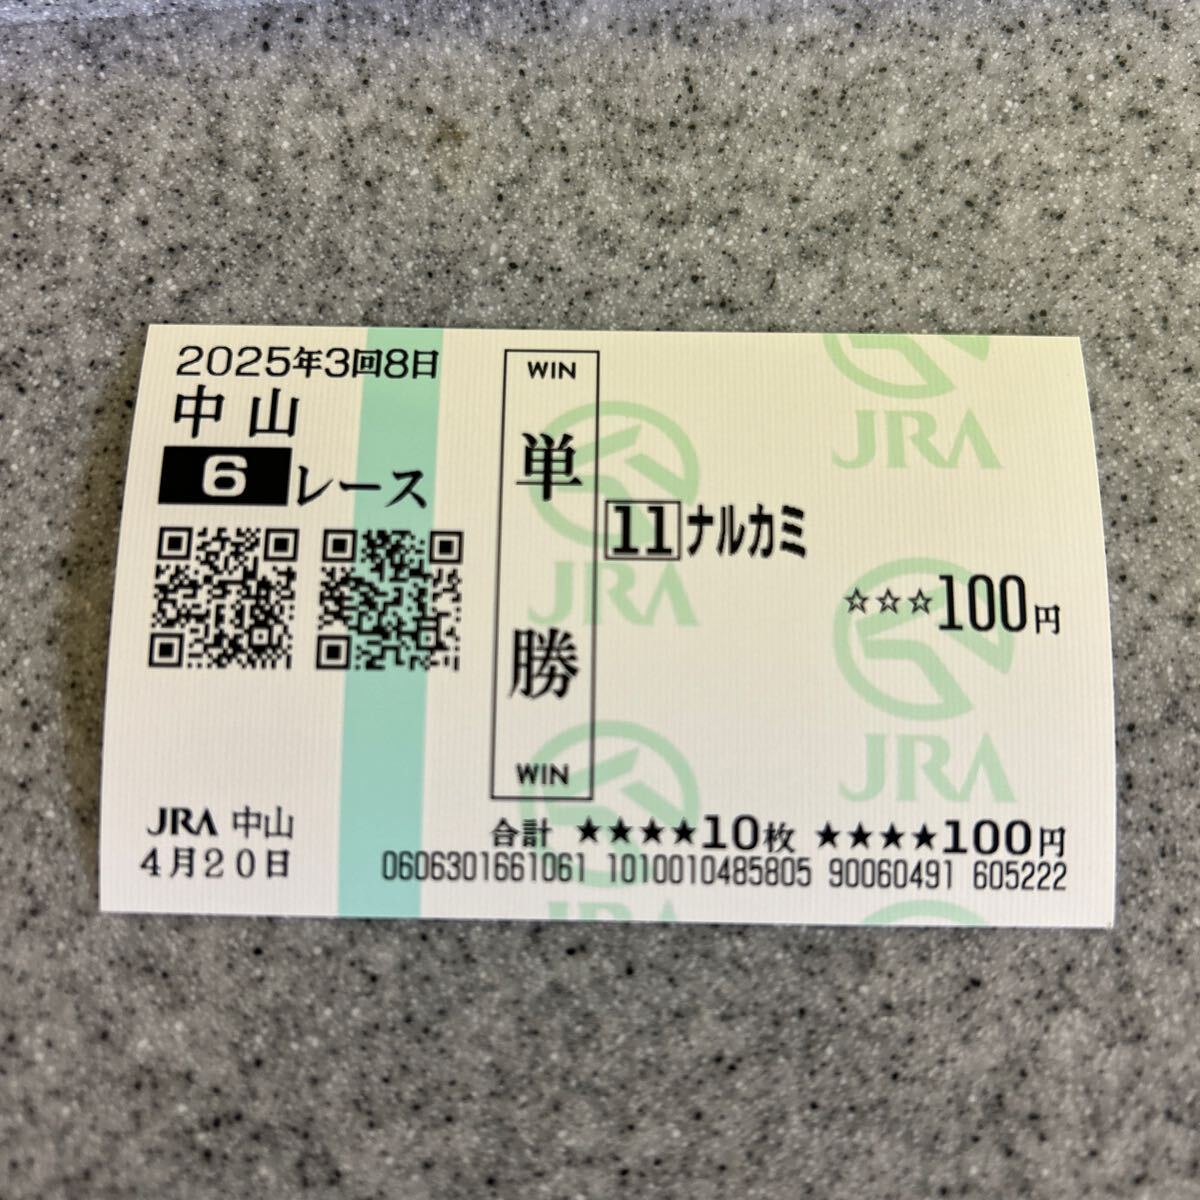 2025年3回8日
中山
6レース
WIN
単勝
WIN
11ナルカミ
☆☆☆100円
JRA
JRA
JRA
JRA 中山
4月20日
合計 ★★★★10枚 ★★★★100円
0606301661061 1010010485805 90060491 605222